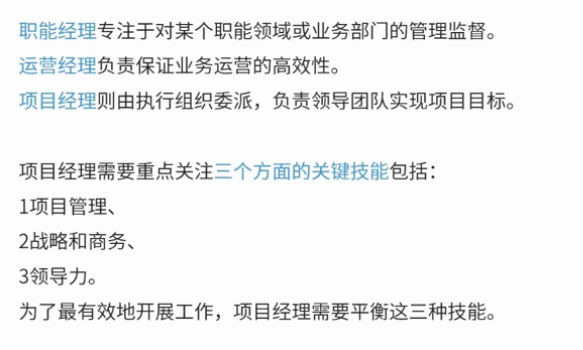 职能经理专注于对某个职能领域或业务部门的管理监督。
运营经理负责保证业务运营的高效性。
项目经理则由执行组织委派，负责领导团队实现项目目标。
项目经理需要重点关注三个方面的关键技能包括：
1项目管理、
2战略和商务、
3领导力。
为了最有效地开展工作，项目经理需要平衡这三种技能。